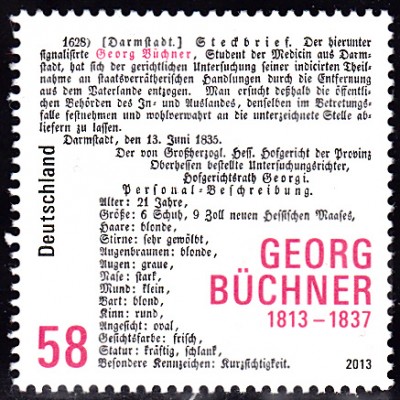 1628) [Darmstadt.] Steckbrief. Der hierunter
signalisirte Georg Büchner, Student der Medicin aus Darm-
stadt, hat sich der gerichtlichen Untersuchung seiner indicirten Theil-
nahme an staatsverrätherischen Handlungen durch die Entfernung
aus dem Vaterlande entzogen. Man ersucht deßhalb die öffentli-
chen Behörden des In- und Auslandes, denselben im Betretungs-
falle festnehmen und wohlverwahrt an die unterzeichnete Stelle ab-
liefern zu lassen.
Darmstadt, den 13. Juni 1835.
Der von Großherzogl. Hess. Hofgericht der Provinz
Oberhessen bestellte Untersuchungsrichter,
Hofgerichtsrath Georgi.
Personal-Beschreibung.
Alter: 21 Jahre,
Größe: 6 Schuh, 9 Zoll neuen Hessischen Maases,
Haare: blonde,
Stirne: sehr gewölbt,
Augenbraunen: blonde,
Augen: graue,
Nase: stark,
Mund: klein,
Bart: blond,
Kinn: rund,
Angesicht: oval,
Gesichtsfarbe: frisch,
Statur: kräftig, schlank,
Besondere Kennzeichen: Kurzsichtigkeit.
Deutschland
58
GEORG
BÜCHNER
1813 – 1837
2013